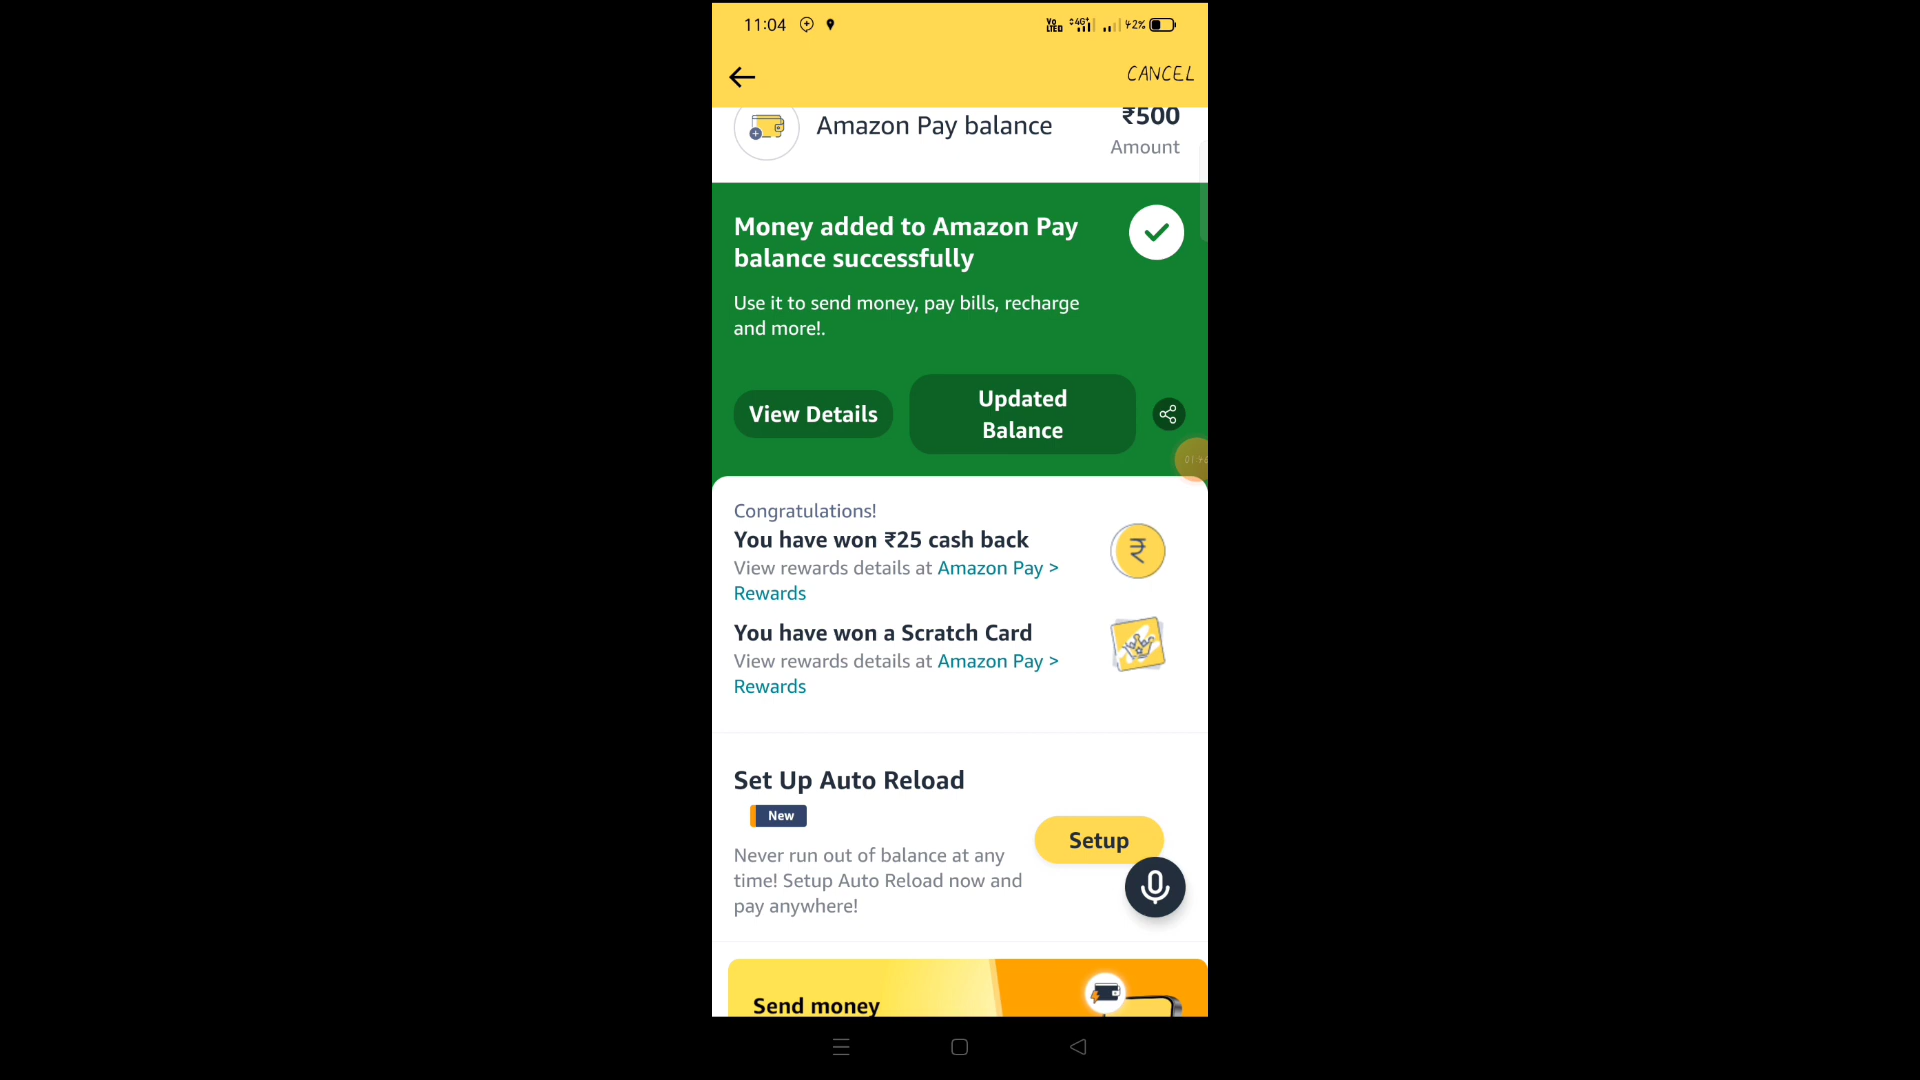 11:04
Vo LTED 4G+ 42%
CANCEL
Amazon Pay balance
₹500
Amount
Money added to Amazon Pay
balance successfully
Use it to send money, pay bills, recharge
and more!.
View Details
Updated
Balance
Congratulations!
You have won ₹25 cash back
View rewards details at Amazon Pay >
Rewards
You have won a Scratch Card
View rewards details at Amazon Pay >
Rewards
Set Up Auto Reload
New
Never run out of balance at any
time! Setup Auto Reload now and
pay anywhere!
Setup
Send money